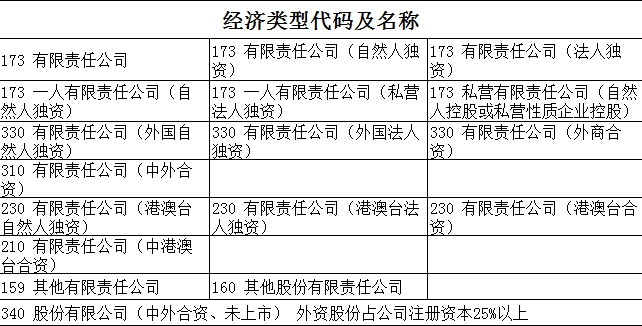 经济类型代码及名称
173 有限责任公司
173 有限责任公司（自然人独
资）
173 有限责任公司（法人独
资）
173 一人有限责任公司（自
然人独资）
173 一人有限责任公司（私营
法人独资）
173 私营有限责任公司（自然
人控股或私营性质企业控股）
330 有限责任公司（外国自
然人独资）
330 有限责任公司（外国法人
独资）
330 有限责任公司（外商合
资）
310 有限责任公司（中外合
资）
230 有限责任公司（港澳台
自然人独资）
230 有限责任公司（港澳台法
人独资）
230 有限责任公司（港澳台合
资）
210 有限责任公司（中港澳
台合资）
159 其他有限责任公司
160 其他股份有限责任公司
340 股份有限公司（中外合资、未上市） 外资股份占公司注册资本25%以上